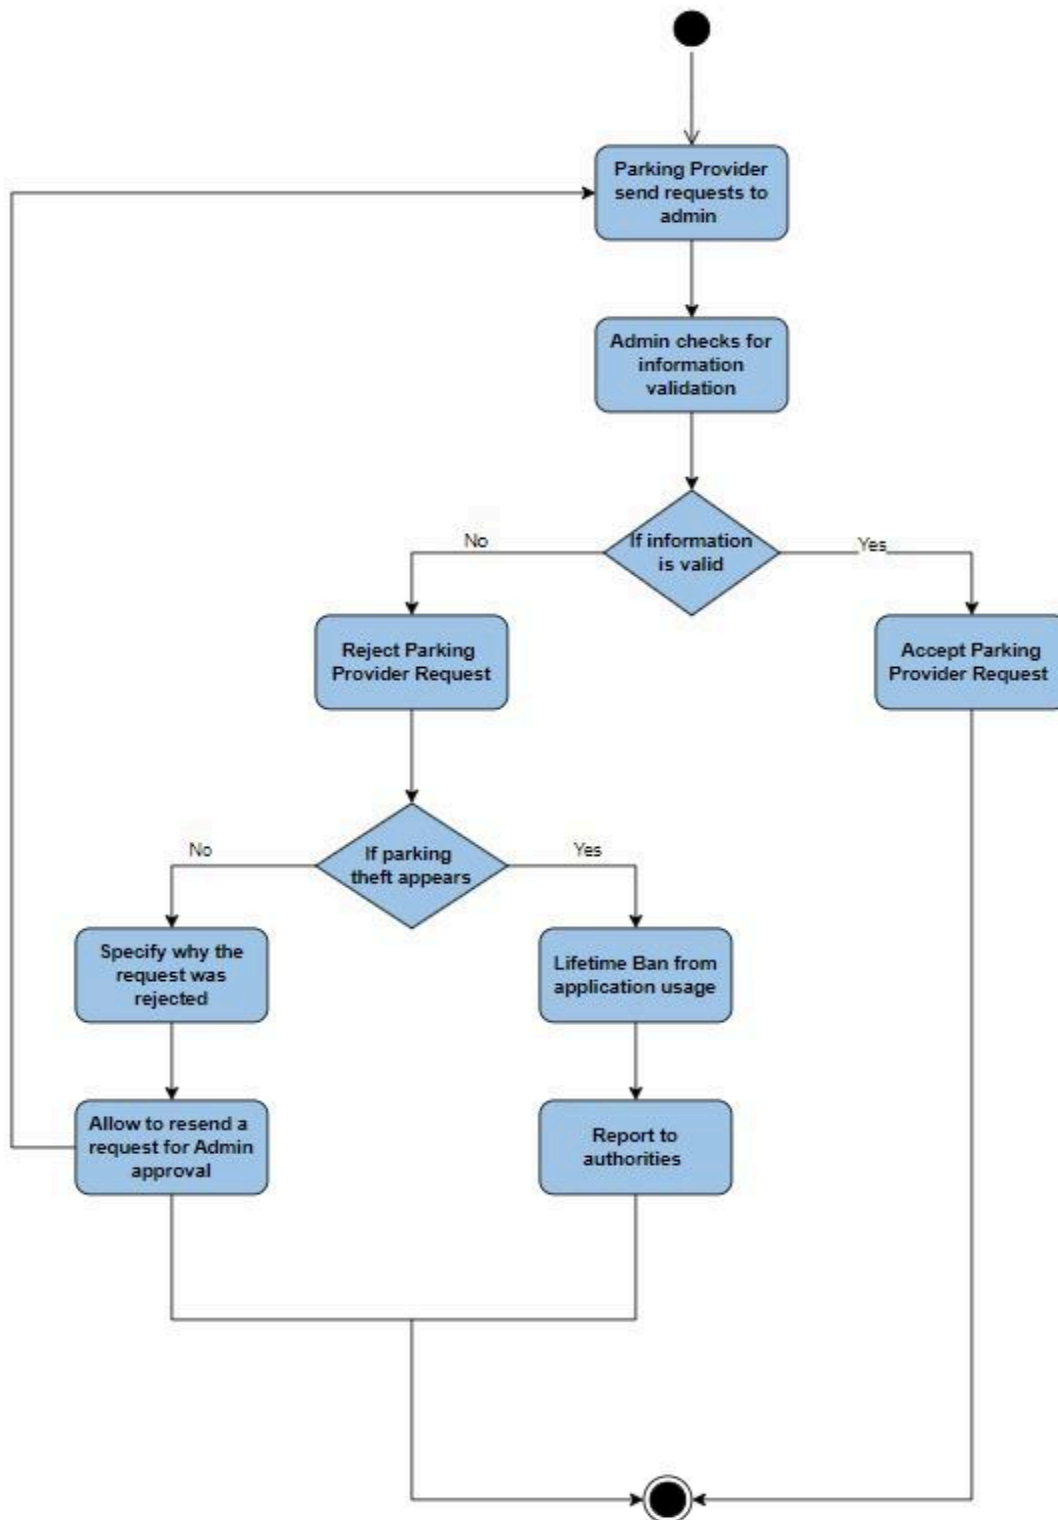 Parking Provider
send requests to
admin
Admin checks for
information
validation
If information
is valid
No
Yes
Reject Parking
Provider Request
Accept Parking
Provider Request
If parking
theft appears
No
Yes
Specify why the
request was
rejected
Lifetime Ban from
application usage
Allow to resend a
request for Admin
approval
Report to
authorities